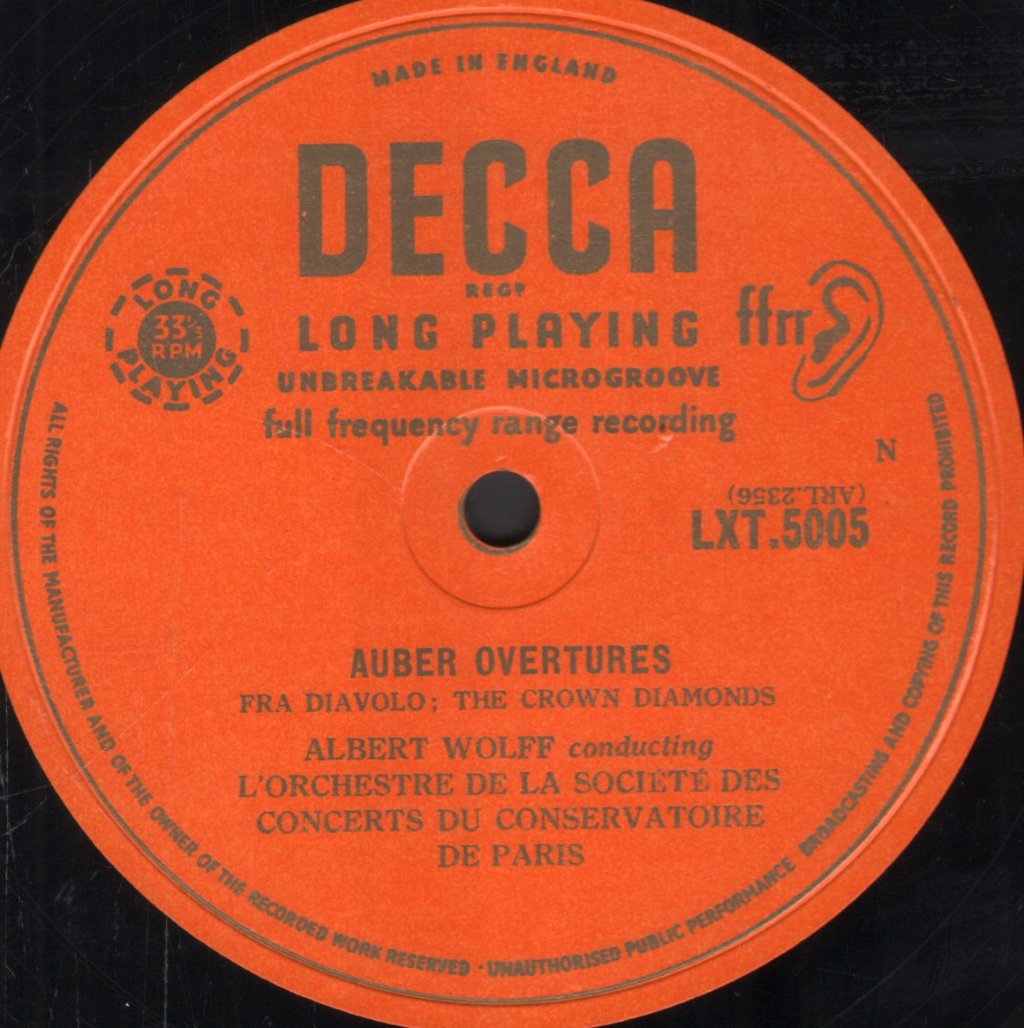 MADE IN ENGLAND
DECCA
REGD
LONG PLAYING
33⅓ RPM
LONG PLAYING
ffrr
UNBREAKABLE MICROGROOVE
full frequency range recording
N
(ARL.2356)
LXT.5005
AUBER OVERTURES
FRA DIAVOLO; THE CROWN DIAMONDS
ALBERT WOLFF conducting
L'ORCHESTRE DE LA SOCIÉTÉ DES
CONCERTS DU CONSERVATOIRE
DE PARIS
ALL RIGHTS OF THE MANUFACTURER AND OF THE OWNER OF THE RECORDED WORK RESERVED · UNAUTHORISED PUBLIC PERFORMANCE BROADCASTING AND COPYING OF THIS RECORD PROHIBITED